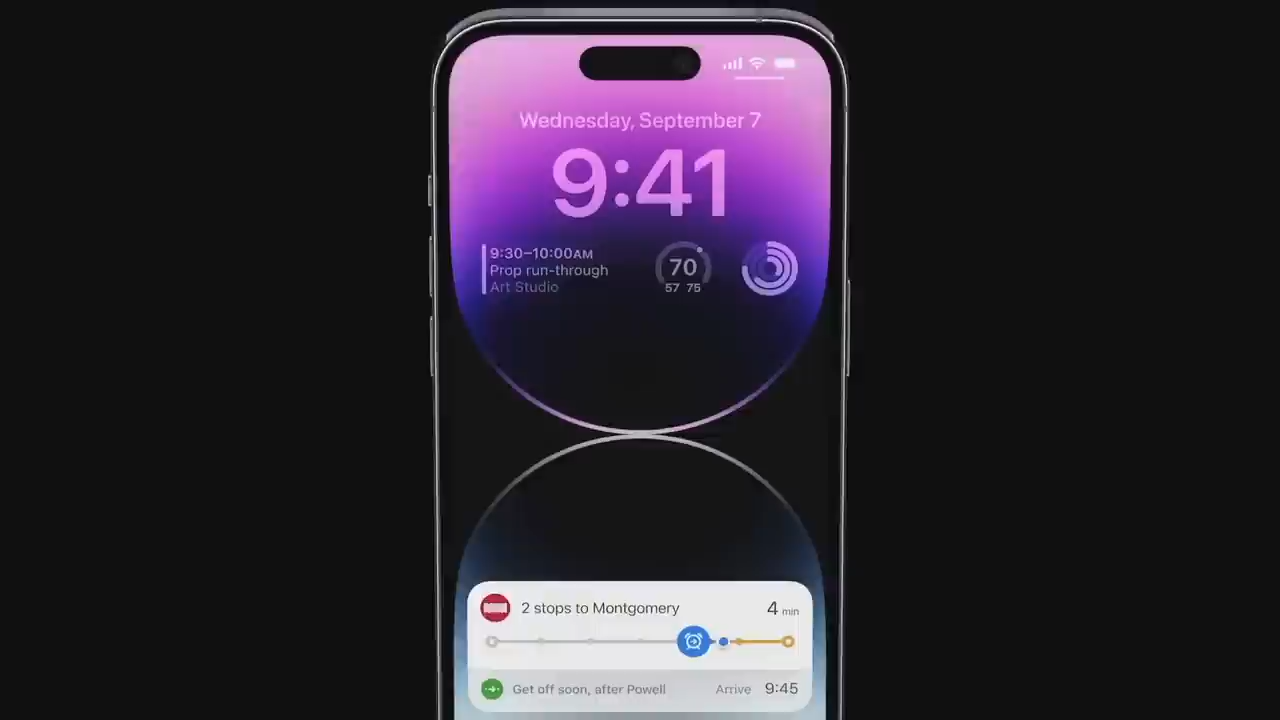 Wednesday, September 7
9:41
9:30–10:00AM
Prop run-through
Art Studio
70
57 75
2 stops to Montgomery
4 min
Get off soon, after Powell
Arrive 9:45